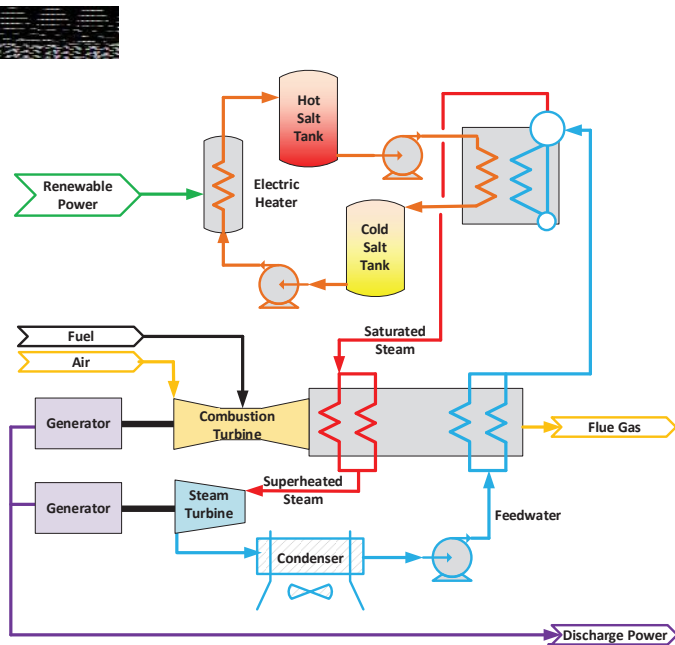 Hot
Salt
Tank
Renewable
Power
Electric
Heater
Cold
Salt
Tank
Fuel
Air
Saturated
Steam
Generator
Combustion
Turbine
Flue Gas
Generator
Steam
Turbine
Superheated
Steam
Feedwater
Condenser
Discharge Power